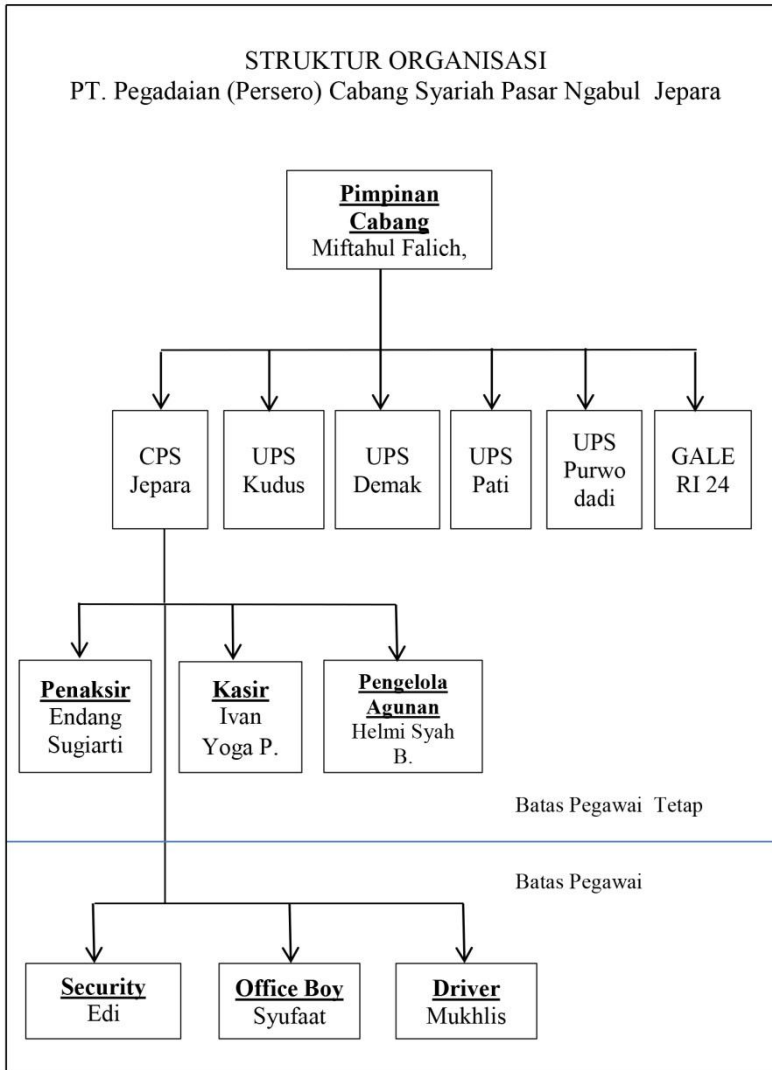 STRUKTUR ORGANISASI
PT. Pegadaian (Persero) Cabang Syariah Pasar Ngabul Jepara
Pimpinan
Cabang
Miftahul Falich,
CPS
Jepara
UPS
Kudus
UPS
Demak
UPS
Pati
UPS
Purwo
dadi
GALE
RI 24
Penaksir
Endang
Sugiarti
Kasir
Ivan
Yoga P.
Pengelola
Agunan
Helmi Syah
B.
Batas Pegawai Tetap
Batas Pegawai
Security
Edi
Office Boy
Syufaat
Driver
Mukhlis